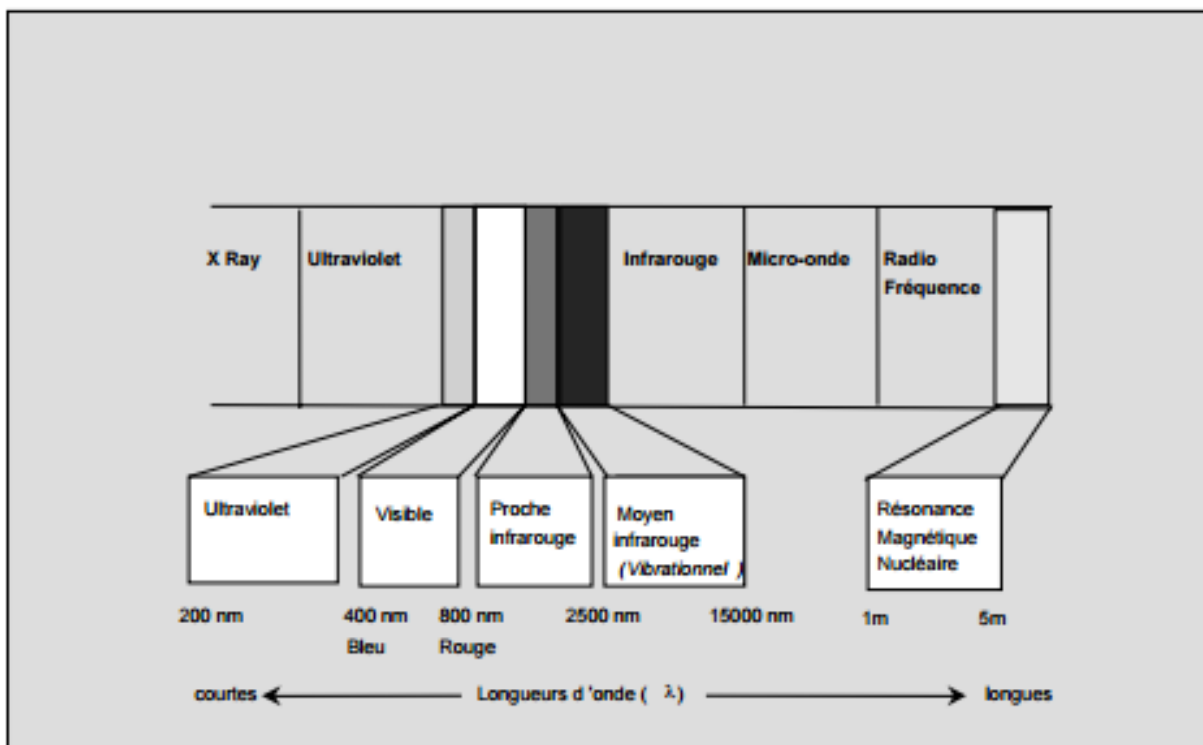 X Ray
Ultraviolet
Infrarouge
Micro-onde
Radio
Fréquence
Ultraviolet
Visible
Proche
infrarouge
Moyen
infrarouge
(Vibrationnel )
Résonance
Magnétique
Nucléaire
200 nm
400 nm
800 nm
2500 nm
15000 nm
1m
5m
Bleu
Rouge
courtes
Longueurs d 'onde ( λ)
longues